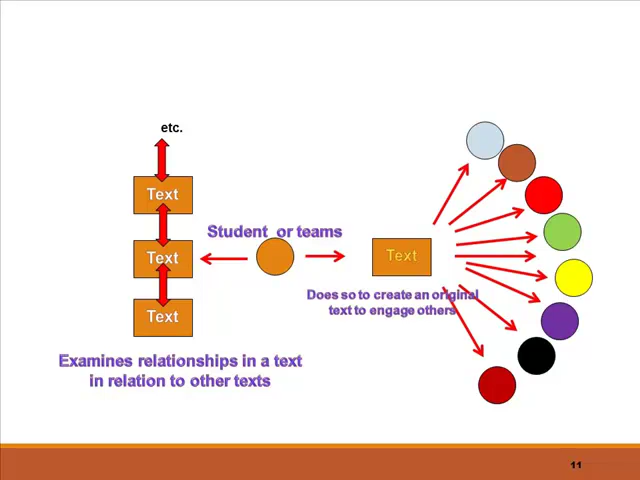 etc.
Text
Student or teams
Text
Text
Text
Does so to create an original
text to engage others
Examines relationships in a text
in relation to other texts
11